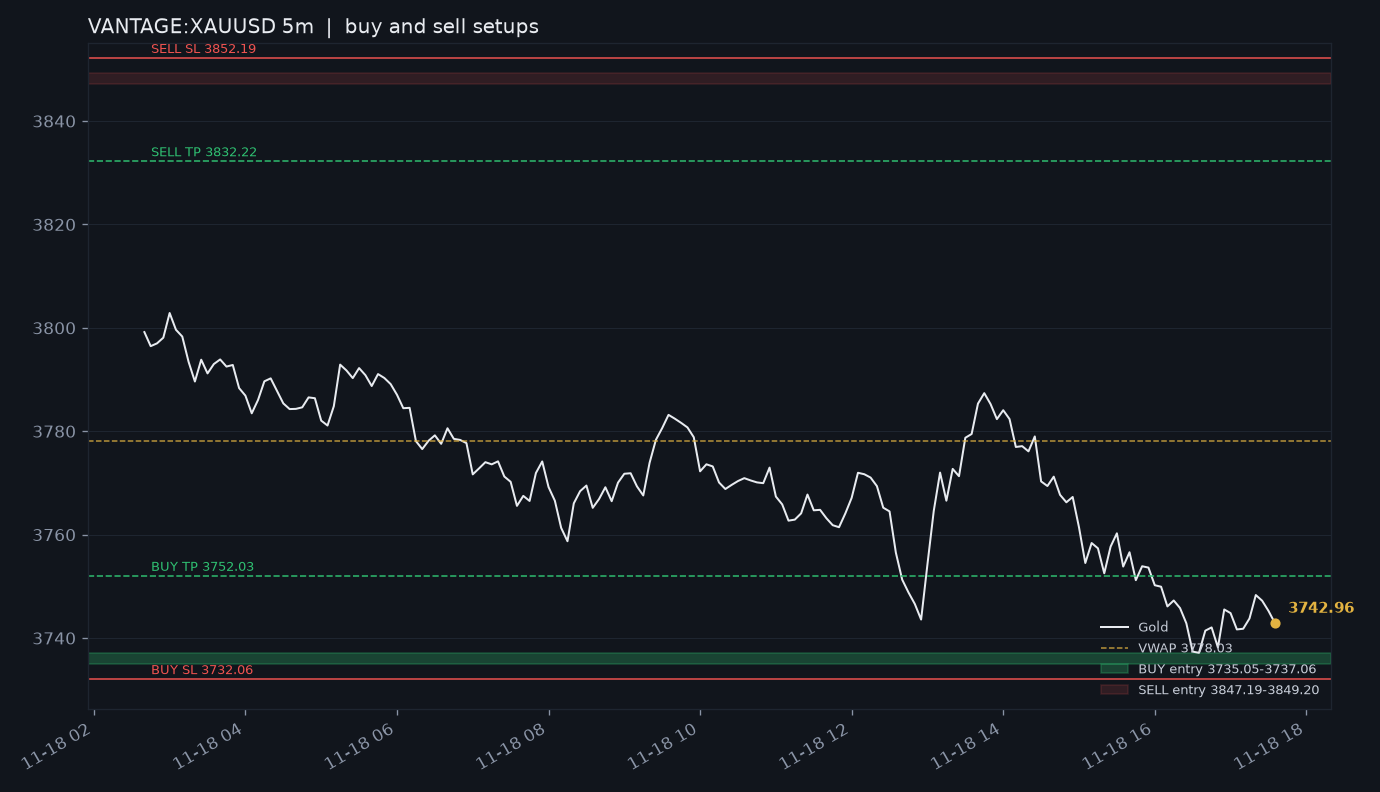 VANTAGE:XAUUSD 5m | buy and sell setups
SELL SL 3852.19
3840
SELL TP 3832.22
3820
3800
3780
3760
BUY TP 3752.03
3742.96
3740
Gold
VWAP 3778.03
BUY SL 3732.06
BUY entry 3735.05-3737.06
SELL entry 3847.19-3849.20
11-18 02
11-18 04
11-18 06
11-18 08
11-18 10
11-18 12
11-18 14
11-18 16
11-18 18